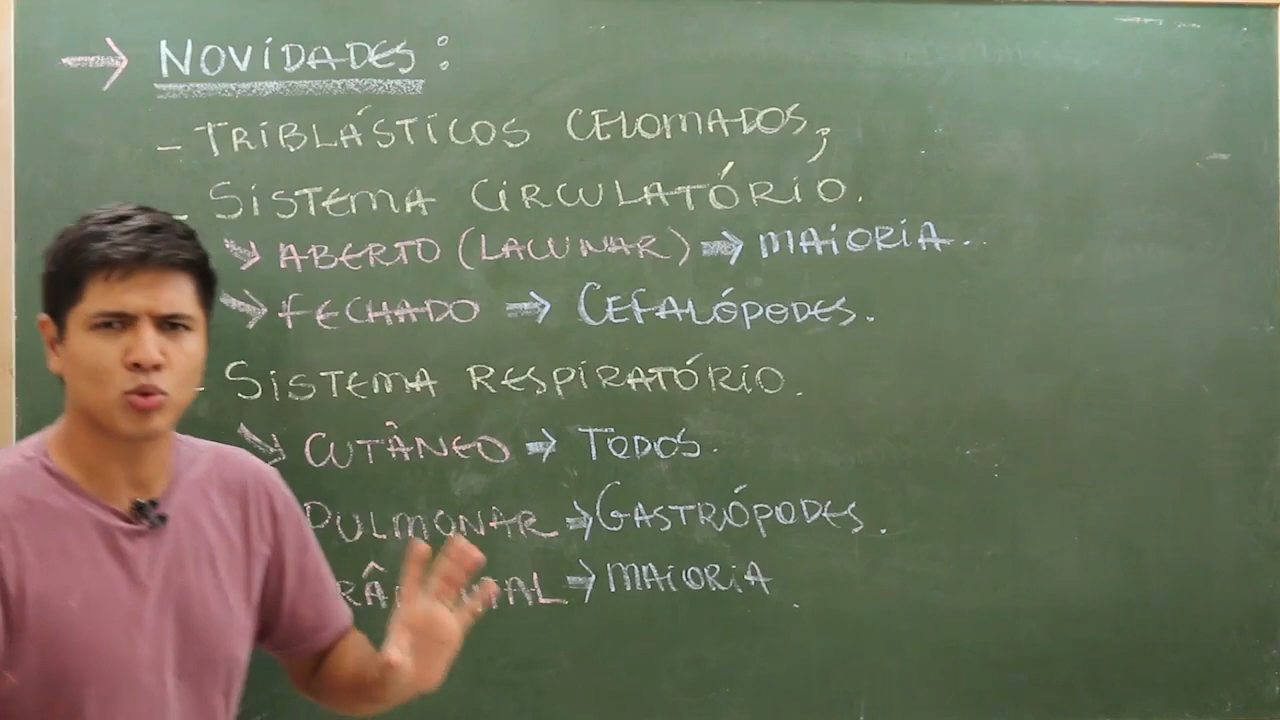 → NOVIDADES:
- TRIBLÁSTICOS CELOMADOS;
- SISTEMA CIRCULATÓRIO.
↘ ABERTO (LACUNAR) ⇒ MAIORIA..
↘ FECHADO ⇒ CEFALÓPODES.
- SISTEMA RESPIRATÓRIO.
↘ CUTÂNEO ⇒ TODOS.
PULMONAR ⇒ GASTRÓPODES.
⇒ MAIORIA